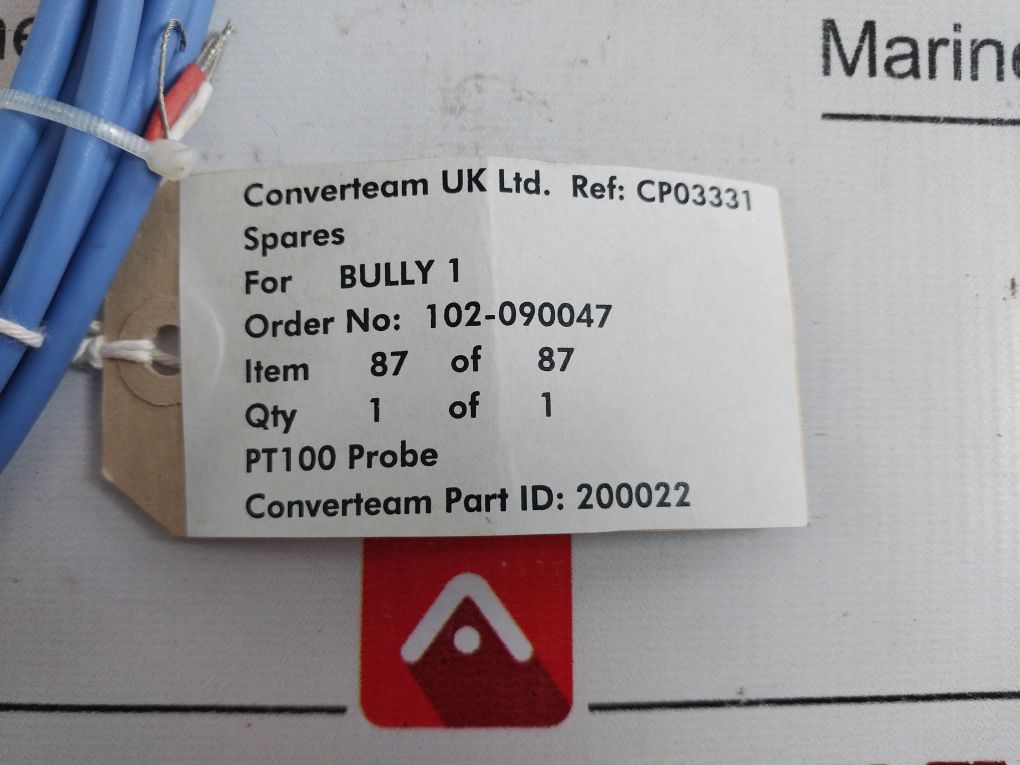 Marine
Converteam UK Ltd. Ref: CP03331
Spares
For BULLY 1
Order No: 102-090047
Item 87 of 87
Qty 1 of 1
PT100 Probe
Converteam Part ID: 200022